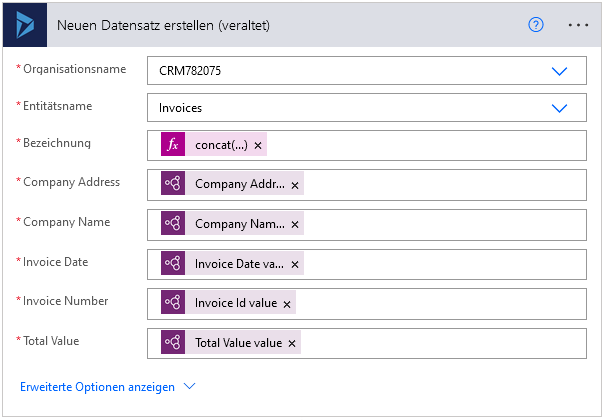 Neuen Datensatz erstellen (veraltet)
* Organisationsname CRM782075
* Entitätsname Invoices
* Bezeichnung fx concat(...) ×
* Company Address Company Addr... ×
* Company Name Company Nam... ×
* Invoice Date Invoice Date va... ×
* Invoice Number Invoice Id value ×
* Total Value Total Value value ×
Erweiterte Optionen anzeigen